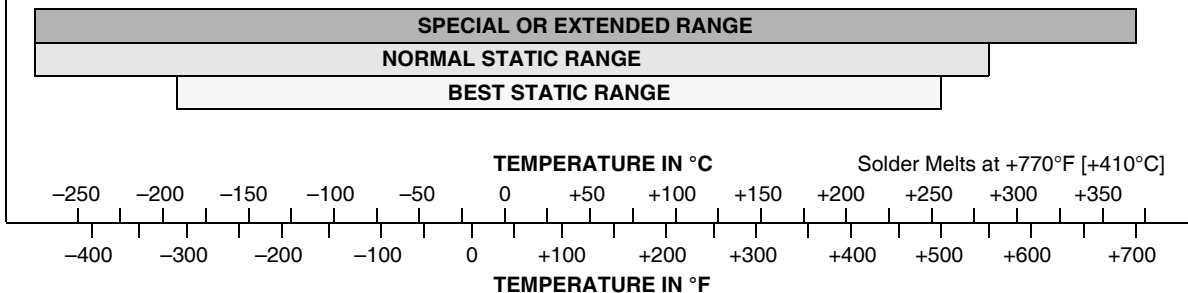 SPECIAL OR EXTENDED RANGE
NORMAL STATIC RANGE
BEST STATIC RANGE
TEMPERATURE IN °C Solder Melts at +770°F [+410°C]
–250 –200 –150 –100 –50 0 +50 +100 +150 +200 +250 +300 +350
–400 –300 –200 –100 0 +100 +200 +300 +400 +500 +600 +700
TEMPERATURE IN °F